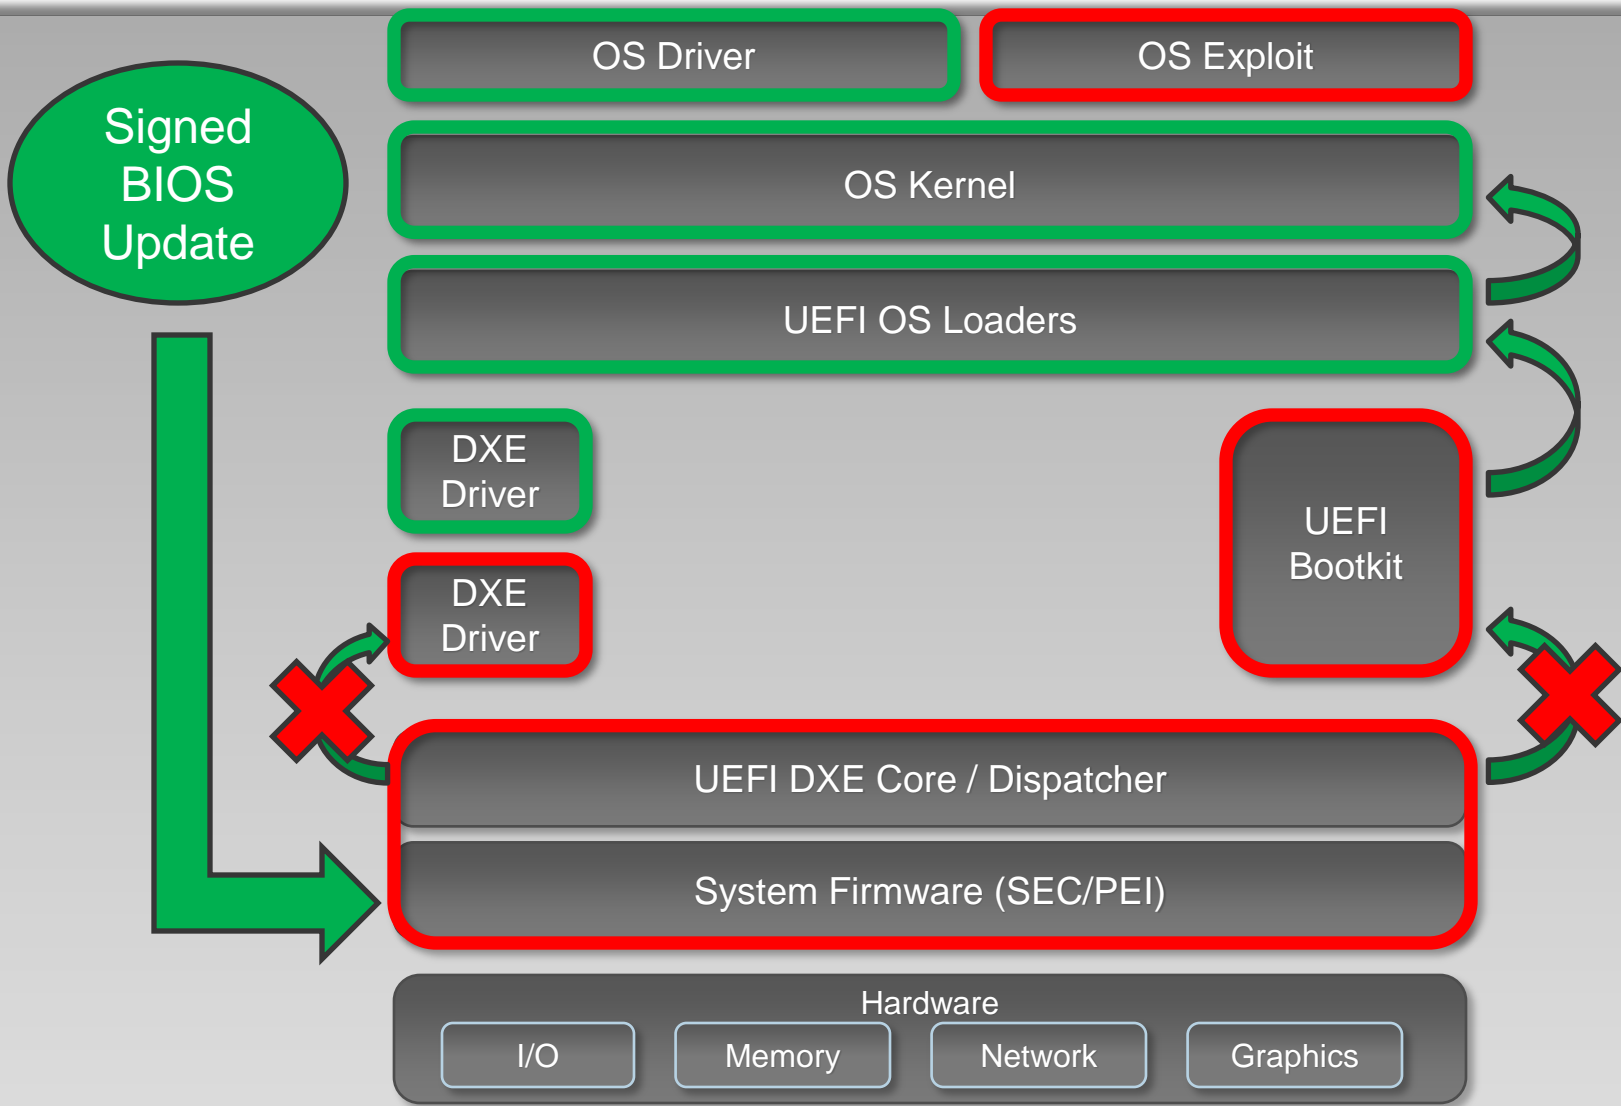 OS Driver
OS Exploit
Signed
BIOS
Update
OS Kernel
UEFI OS Loaders
DXE
Driver
UEFI
Bootkit
DXE
Driver
UEFI DXE Core / Dispatcher
System Firmware (SEC/PEI)
Hardware
I/O
Memory
Network
Graphics